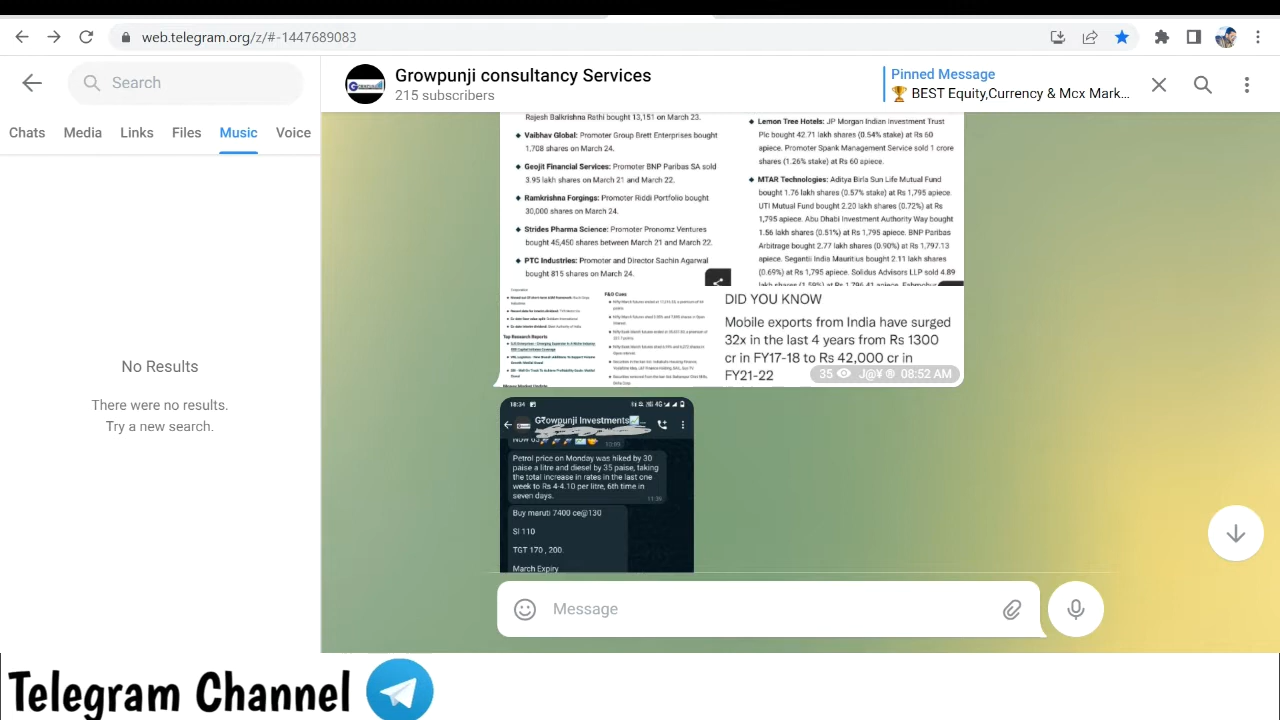 web.telegram.org/z/#-1447689083
Search
Growpunji consultancy Services
215 subscribers
Pinned Message
🏆 BEST Equity,Currency & Mcx Mark...
Chats
Media
Links
Files
Music
Voice
No Results
There were no results.
Try a new search.
Rajesh Balkrishna Rathi bought 13,151 on March 23.
Vaibhav Global: Promoter Group Brett Enterprises bought
1,708 shares on March 24.
Geojit Financial Services: Promoter BNP Paribas SA sold
3.95 lakh shares on March 21 and March 22.
Ramkrishna Forgings: Promoter Riddi Portfolio bought
30,000 shares on March 24.
Strides Pharma Science: Promoter Pronomz Ventures
bought 45,450 shares between March 21 and March 22.
PTC Industries: Promoter and Director Sachin Agarwal
bought 815 shares on March 24.
Lemon Tree Hotels: JP Morgan Indian Investment Trust
Plc bought 42.71 lakh shares (0.54% stake) at Rs 60
apiece. Promoter Spank Management Service sold 1 crore
shares (1.26% stake) at Rs 60 apiece.
MTAR Technologies: Aditya Birla Sun Life Mutual Fund
bought 1.76 lakh shares (0.57% stake) at Rs 1,795 apiece.
UTI Mutual Fund bought 2.20 lakh shares (0.72%) at Rs
1,795 apiece. Abu Dhabi Investment Authority Way bought
1.56 lakh shares (0.51%) at Rs 1,795 apiece. BNP Paribas
Arbitrage bought 2.77 lakh shares (0.90%) at Rs 1,797.13
apiece. Segantii India Mauritius bought 2.11 lakh shares
(0.69%) at Rs 1,795 apiece. Solidus Advisors LLP sold 4.89
F&O Cues
Top Research Reports
Money Market Update
DID YOU KNOW
Mobile exports from India have surged
32x in the last 4 years from Rs 1300
cr in FY17-18 to Rs 42,000 cr in
FY21-22
35 J@¥ ® 08:52 AM
18:34
G₹owpunji Investments
Petrol price on Monday was hiked by 30
paise a litre and diesel by 35 paise, taking
the total increase in rates in the last one
week to Rs 4-4.10 per litre, 6th time in
seven days.
11:39
Buy maruti 7400 ce@130
Sl 110
TGT 170 , 200.
March Expiry
Message
Telegram Channel